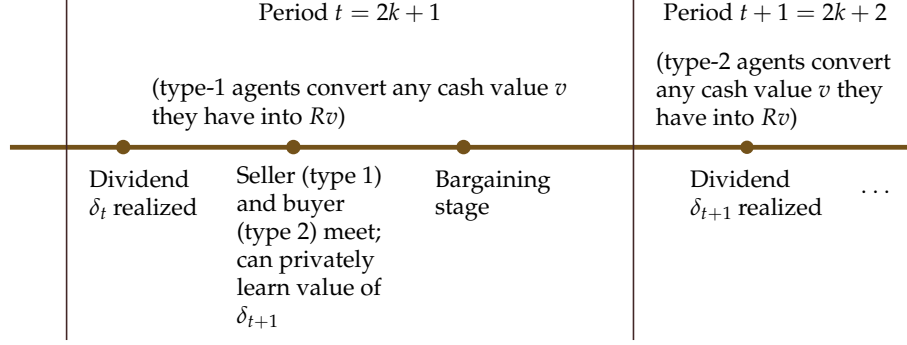 Period t = 2k + 1
Period t + 1 = 2k + 2
(type-1 agents convert any cash value v
they have into Rv)
(type-2 agents convert
any cash value v they
have into Rv)
Dividend
δ_t realized
Seller (type 1)
and buyer
(type 2) meet;
can privately
learn value of
δ_{t+1}
Bargaining
stage
Dividend
δ_{t+1} realized
...